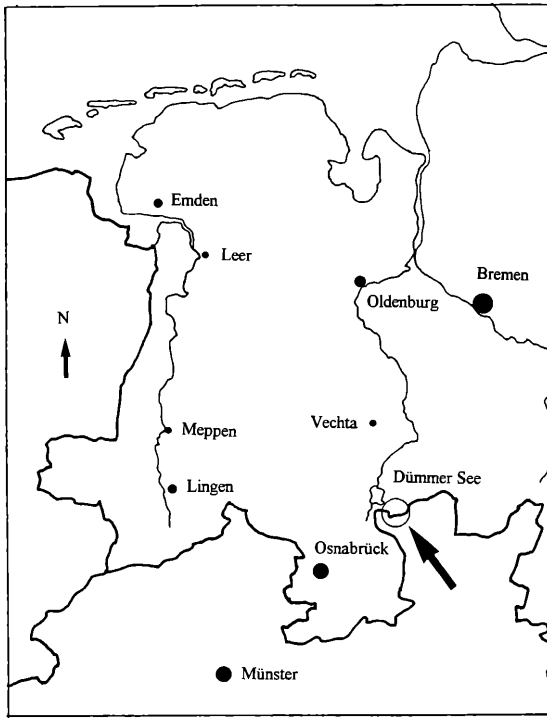 Emden
Leer
Bremen
Oldenburg
N
Meppen
Vechta
Dümmer See
Lingen
Osnabrück
Münster